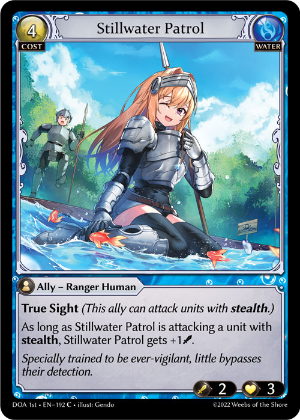 4
COST
Stillwater Patrol
WATER
Ally – Ranger Human
True Sight (This ally can attack units with stealth.)
As long as Stillwater Patrol is attacking a unit with
stealth, Stillwater Patrol gets +1
Specially trained to be ever-vigilant, little bypasses
their detection.
2
3
DOA 1st • EN-192 C • illust: Gendo
©2022 Weebs of the Shore